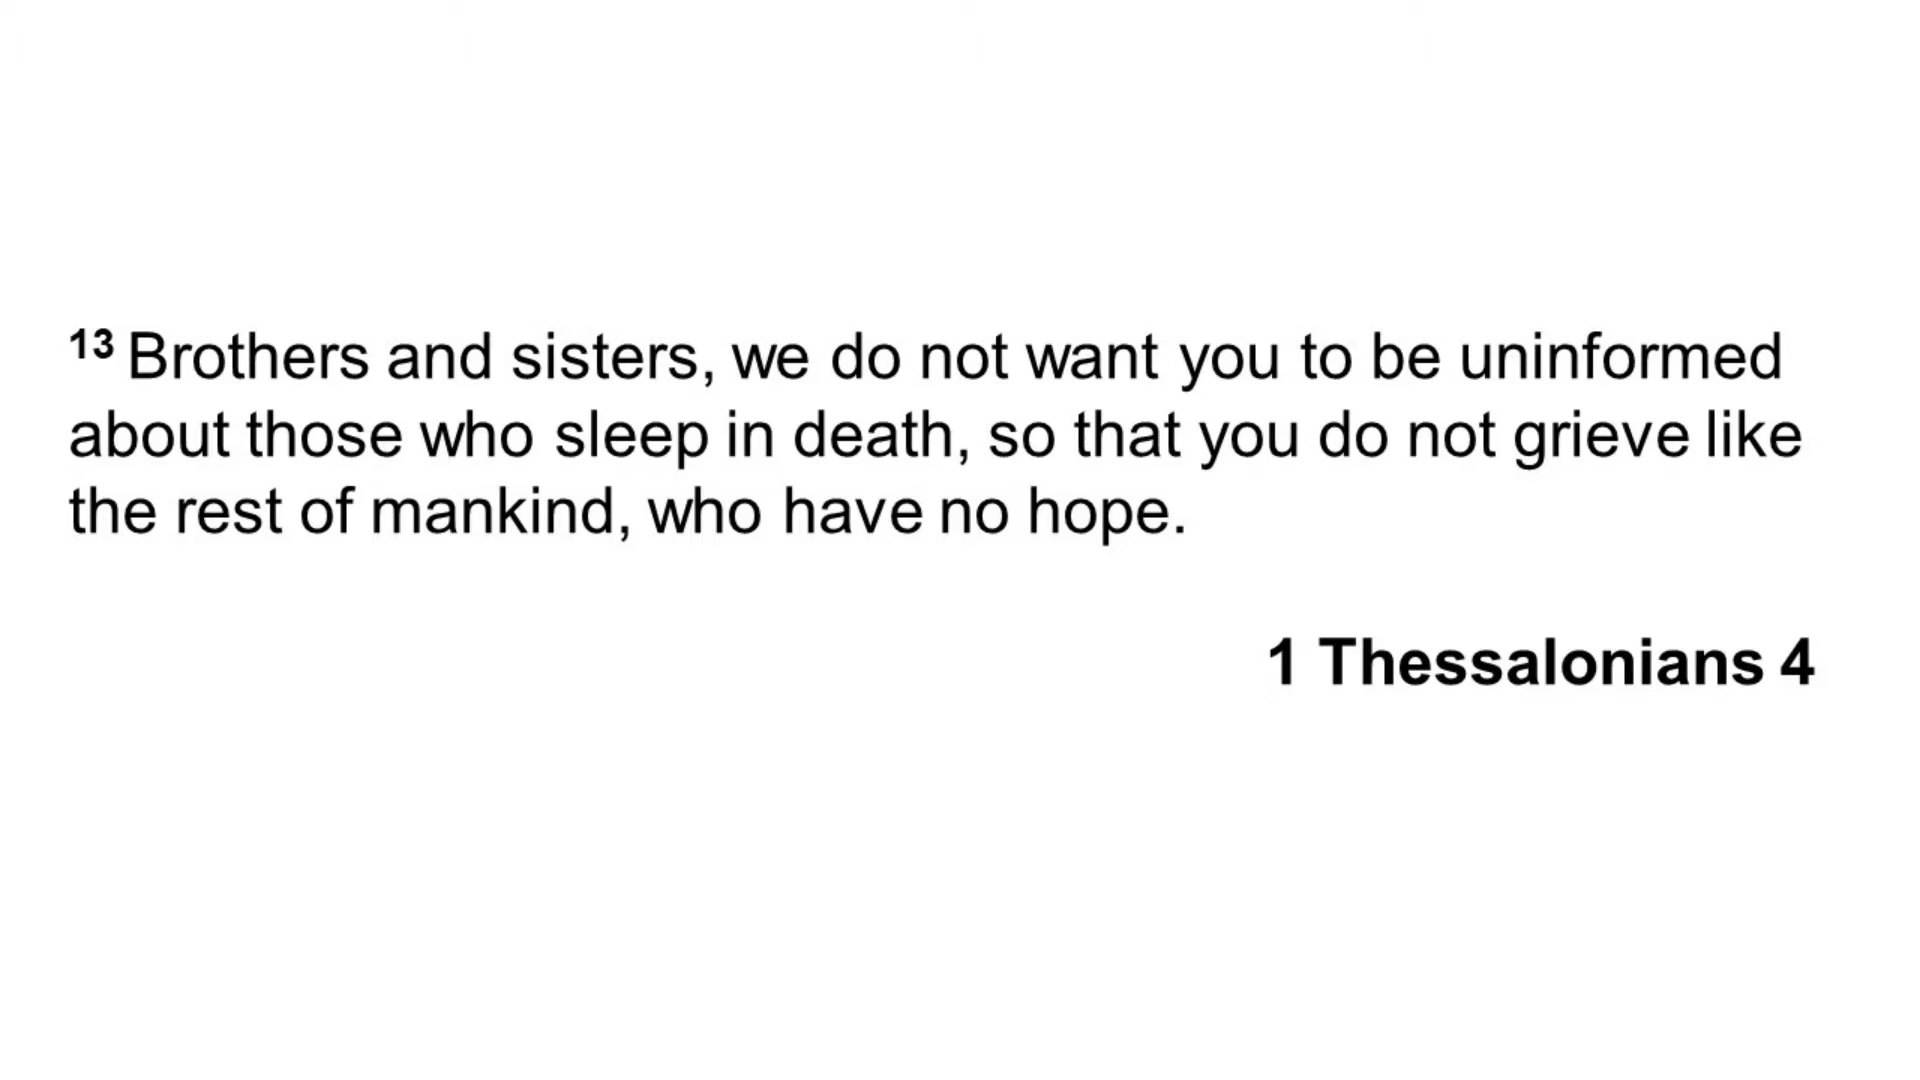 13 Brothers and sisters, we do not want you to be uninformed
about those who sleep in death, so that you do not grieve like
the rest of mankind, who have no hope.
1 Thessalonians 4